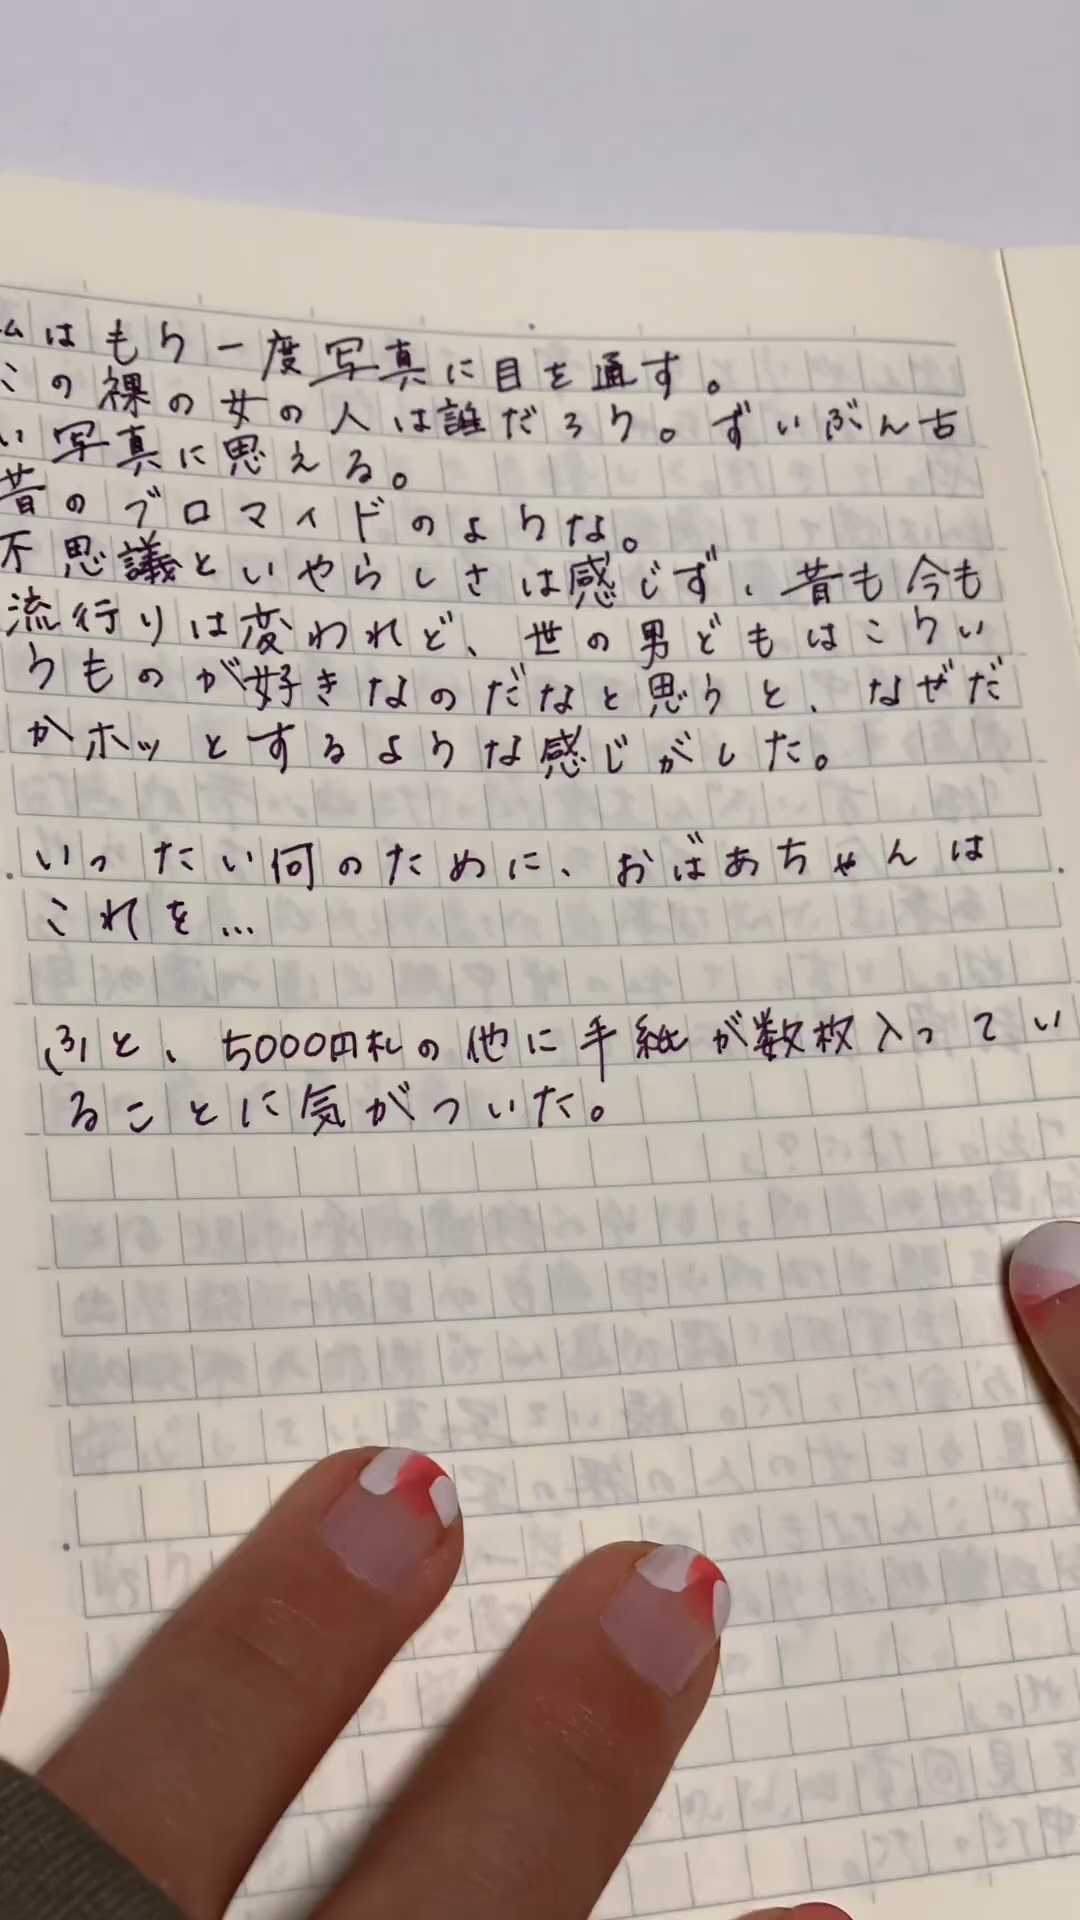 私はもう一度写真に目を通す。
この裸の女の人は誰だろう。ずいぶん古
い写真に思える。
昔のブロマイドのような。
不思議といやらしさは感じず、昔も今も
流行りは変われど、世の男どもはこうい
うものが好きなのだなと思うと、なぜだ
かホッとするような感じがした。
いったい何のために、おばあちゃんは
これを…
ふと、5000円札の他に手紙が数枚入ってい
ることに気がついた。